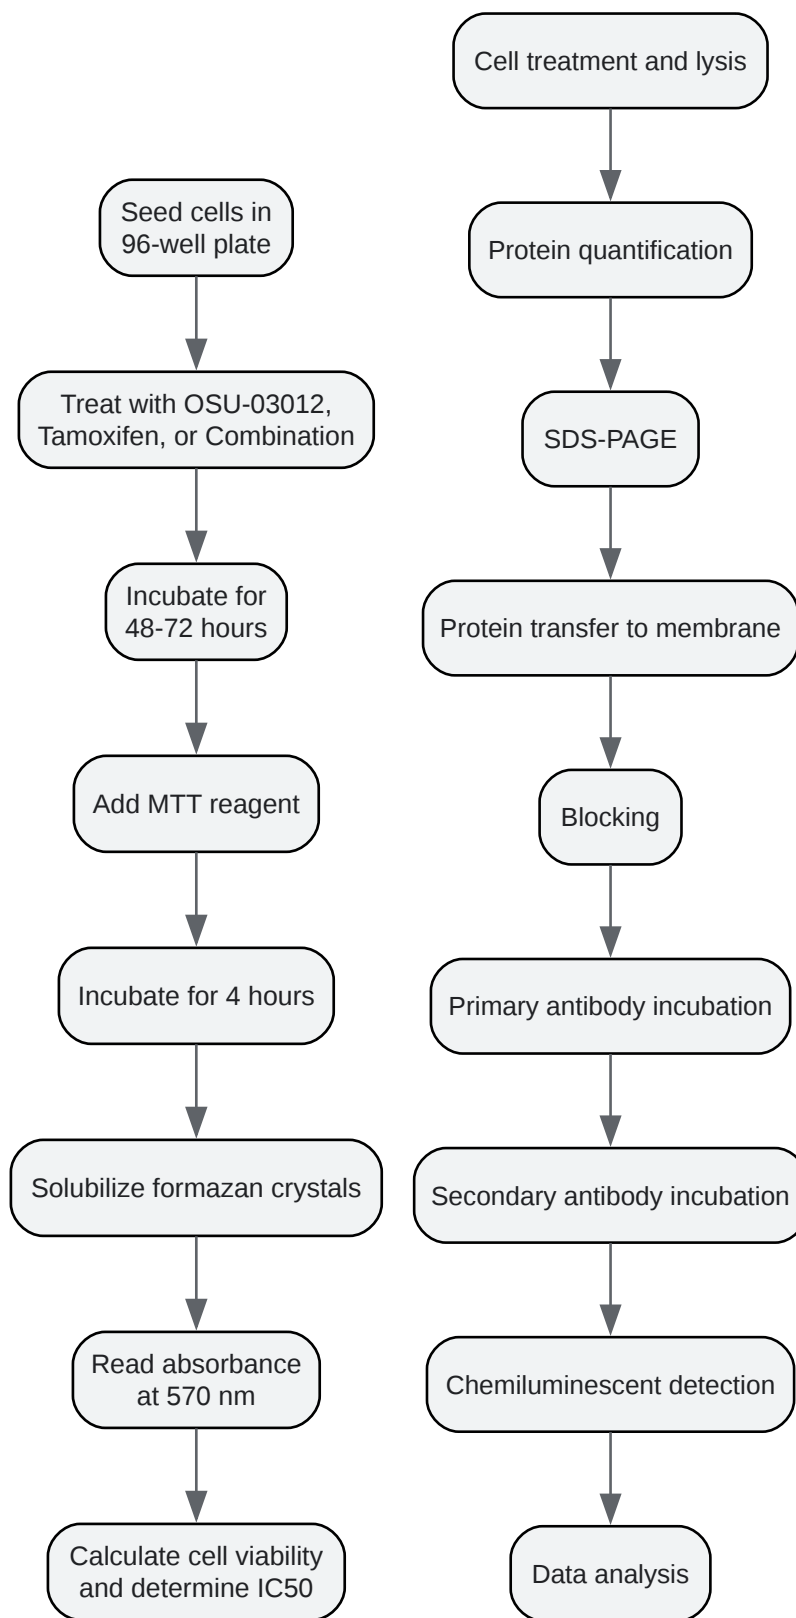 Seed cells in
96-well plate
Treat with OSU-03012,
Tamoxifen, or Combination
Incubate for
48-72 hours
Add MTT reagent
Incubate for 4 hours
Solubilize formazan crystals
Read absorbance
at 570 nm
Calculate cell viability
and determine IC50
Cell treatment and lysis
Protein quantification
SDS-PAGE
Protein transfer to membrane
Blocking
Primary antibody incubation
Secondary antibody incubation
Chemiluminescent detection
Data analysis